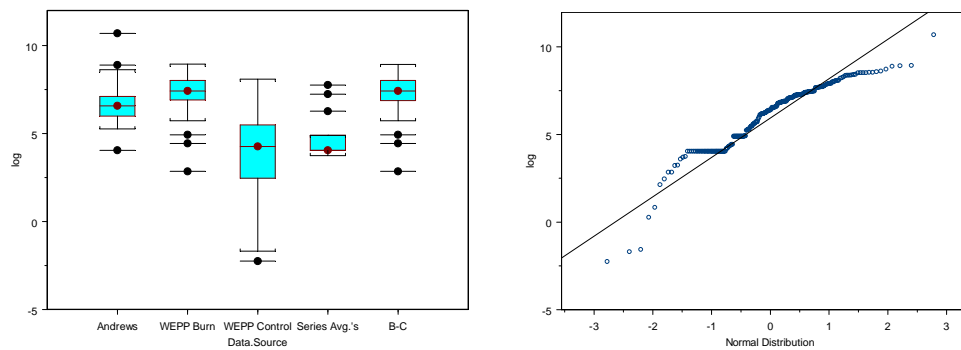 10
5
0
-5
log
Andrews WEPP Burn WEPP Control Series Avg.'s B-C
Data.Source
10
5
0
-5
log
-3 -2 -1 0 1 2 3
Normal Distribution